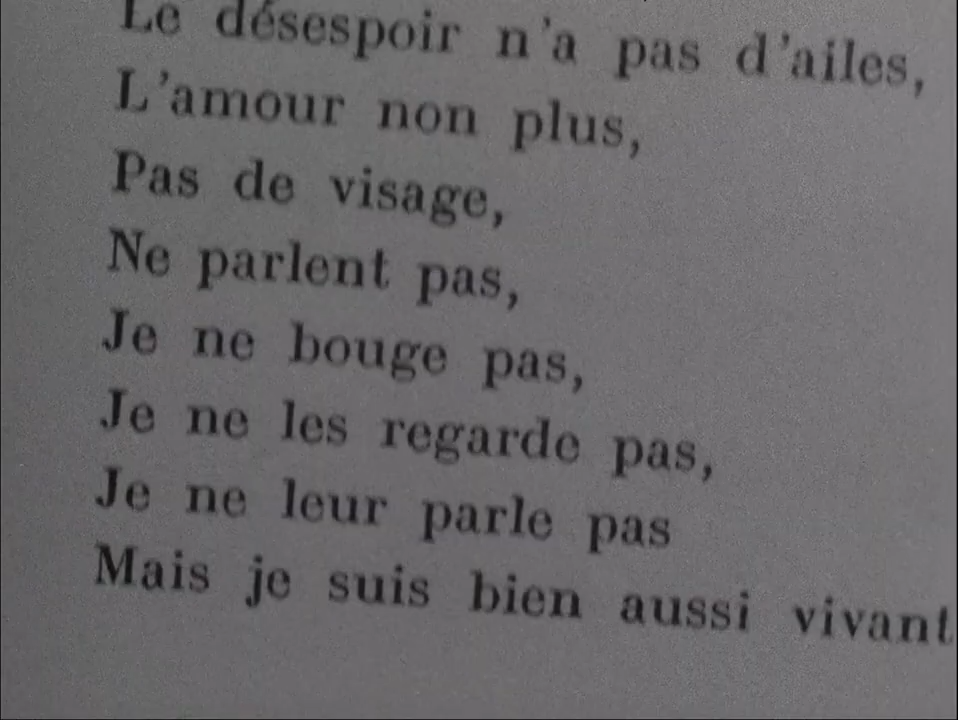 Le désespoir n'a pas d'ailes,
L'amour non plus,
Pas de visage,
Ne parlent pas,
Je ne bouge pas,
Je ne les regarde pas,
Je ne leur parle pas
Mais je suis bien aussi vivant